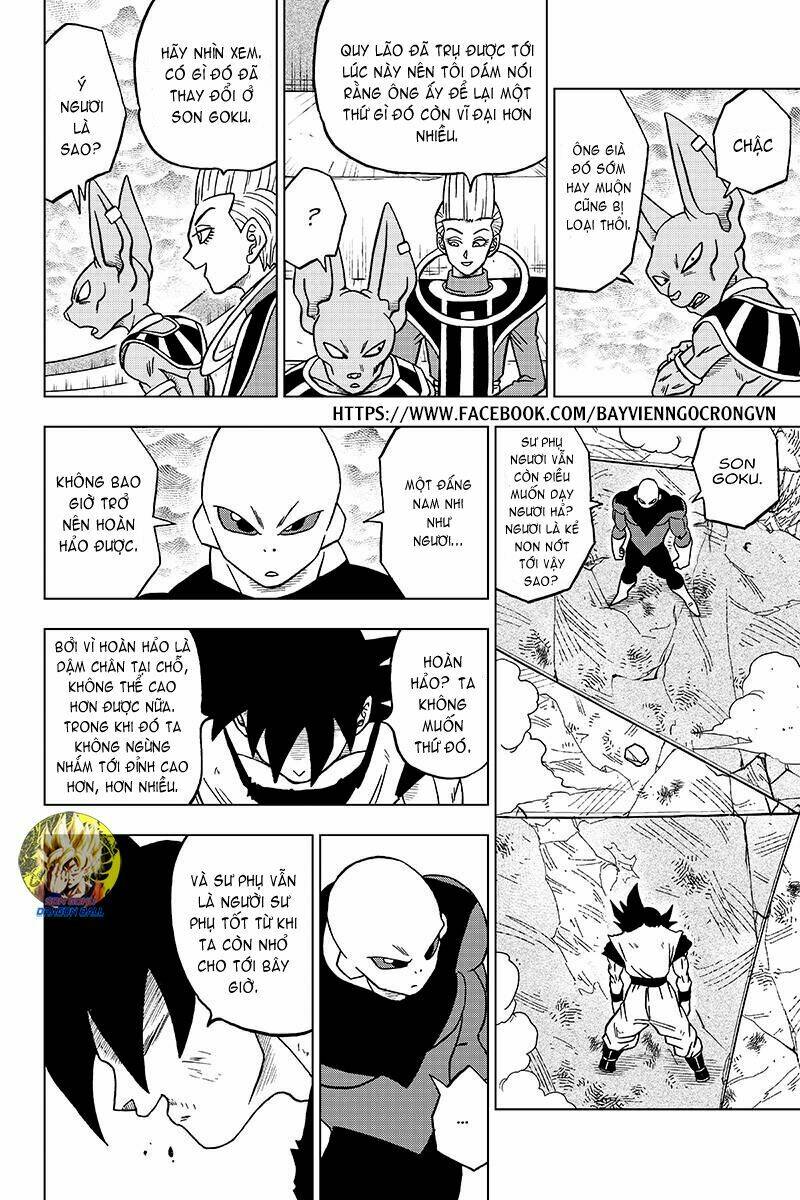 CHẬC
ÔNG GIÀ
ĐÓ SỚM
HAY MUỘN
CŨNG BỊ
LOẠI THÔI.
QUY LÃO ĐÃ TRỤ ĐƯỢC TỚI
LÚC NÀY NÊN TÔI DÁM NÓI
RẰNG ÔNG ẤY ĐỂ LẠI MỘT
THỨ GÌ ĐÓ CÒN VĨ ĐẠI HƠN
NHIỀU.
?
HÃY NHÌN XEM.
CÓ GÌ ĐÓ ĐÃ
THAY ĐỔI Ở
SON GOKU.
Ý
NGƯƠI
LÀ
SAO?
HTTPS://WWW.FACEBOOK.COM/BAYVIENNGOCRONGVN
SON
GOKU.
SƯ PHỤ
NGƯƠI VẪN
CÒN ĐIỀU
MUỐN DẠY
NGƯƠI HẢ?
NGƯƠI LÀ KẺ
NON NỚT
TỚI VẬY
SAO?
MỘT ĐẤNG
NAM NHI
NHƯ
NGƯƠI...
KHÔNG BAO
GIỜ TRỞ
NÊN HOÀN
HẢO ĐƯỢC.
HOÀN
HẢO? TA
KHÔNG
MUỐN
THỨ ĐÓ.
BỞI VÌ HOÀN HẢO LÀ
DẬM CHÂN TẠI CHỖ,
KHÔNG THỂ CAO
HƠN ĐƯỢC NỮA.
TRONG KHI ĐÓ TA
KHÔNG NGỪNG
NHẮM TỚI ĐỈNH CAO
HƠN, HƠN NHIỀU.
...
VÀ SƯ PHỤ VẪN
LÀ NGƯỜI SƯ
PHỤ TỐT TỪ KHI
TA CÒN NHỎ
CHO TỚI BÂY
GIỜ.
SON GOKU
DRAGON BALL